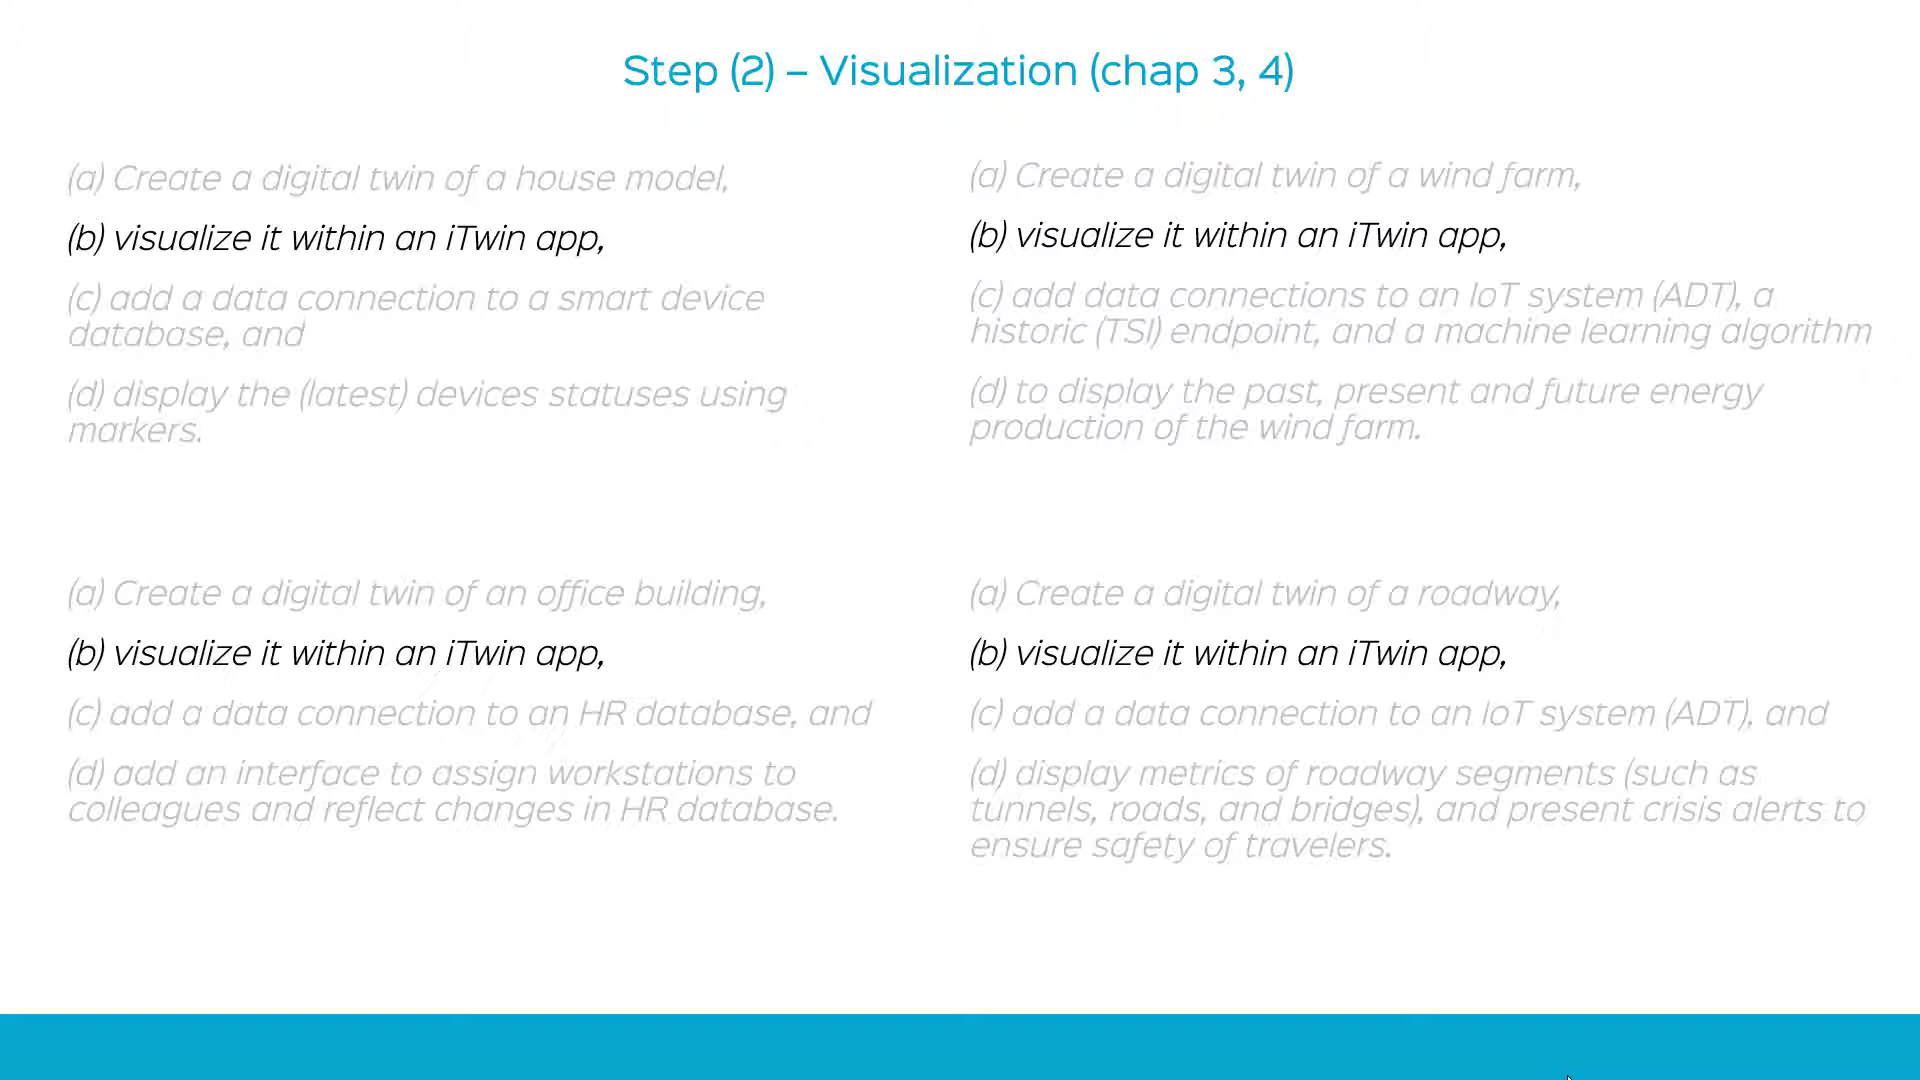 Step (2) – Visualization (chap 3, 4)
(a) Create a digital twin of a house model,
(b) visualize it within an iTwin app,
(c) add a data connection to a smart device
database, and
(d) display the (latest) devices statuses using
markers.
(a) Create a digital twin of a wind farm,
(b) visualize it within an iTwin app,
(c) add data connections to an IoT system (ADT), a
historic (TSI) endpoint, and a machine learning algorithm
(d) to display the past, present and future energy
production of the wind farm.
(a) Create a digital twin of an office building,
(b) visualize it within an iTwin app,
(c) add a data connection to an HR database, and
(d) add an interface to assign workstations to
colleagues and reflect changes in HR database.
(a) Create a digital twin of a roadway,
(b) visualize it within an iTwin app,
(c) add a data connection to an IoT system (ADT), and
(d) display metrics of roadway segments (such as
tunnels, roads, and bridges), and present crisis alerts to
ensure safety of travelers.